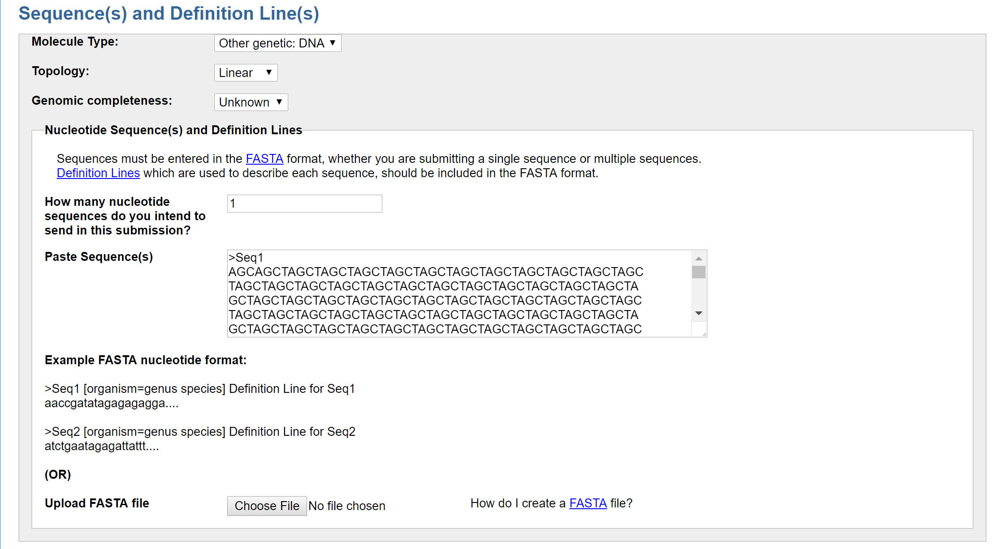 Sequence(s) and Definition Line(s)
Molecule Type: Other genetic: DNA ▼
Topology: Linear ▼
Genomic completeness: Unknown ▼
Nucleotide Sequence(s) and Definition Lines
Sequences must be entered in the FASTA format, whether you are submitting a single sequence or multiple sequences.
Definition Lines which are used to describe each sequence, should be included in the FASTA format.
How many nucleotide
sequences do you intend to
send in this submission?
1
Paste Sequence(s)
>Seq1
AGCAGCTAGCTAGCTAGCTAGCTAGCTAGCTAGCTAGCTAGCTAGCTAGC
TAGCTAGCTAGCTAGCTAGCTAGCTAGCTAGCTAGCTAGCTAGCTAGCTA
GCTAGCTAGCTAGCTAGCTAGCTAGCTAGCTAGCTAGCTAGCTAGCTAGC
TAGCTAGCTAGCTAGCTAGCTAGCTAGCTAGCTAGCTAGCTAGCTAGCTA
GCTAGCTAGCTAGCTAGCTAGCTAGCTAGCTAGCTAGCTAGCTAGCTAGC
Example FASTA nucleotide format:
>Seq1 [organism=genus species] Definition Line for Seq1
aaccgatatagagagagga....
>Seq2 [organism=genus species] Definition Line for Seq2
atctgaatagagattattt....
(OR)
Upload FASTA file Choose File No file chosen How do I create a FASTA file?